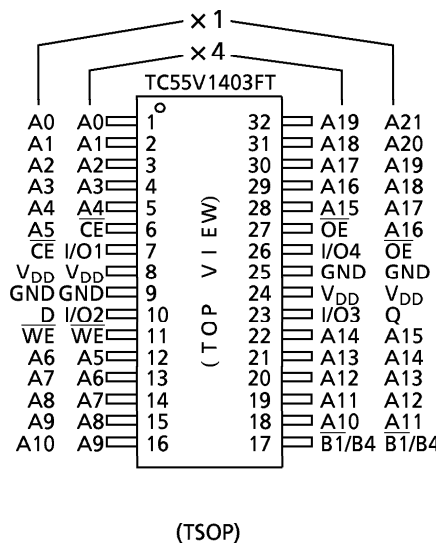 ×1
×4
TC55V1403FT
A0 A0 1 32 A19 A21
A1 A1 2 31 A18 A20
A2 A2 3 30 A17 A19
A3 A3 4 29 A16 A18
A4 A4 5 28 A15 A17
A5 CE 6 27 OE A16
CE I/O1 7 26 I/O4 OE
VDD VDD 8 25 GND GND
GND GND 9 24 VDD VDD
D I/O2 10 23 I/O3 Q
WE WE 11 22 A14 A15
A6 A5 12 21 A13 A14
A7 A6 13 20 A12 A13
A8 A7 14 19 A11 A12
A9 A8 15 18 A10 A11
A10 A9 16 17 B1/B4 B1/B4
(TOP VIEW)
(TSOP)